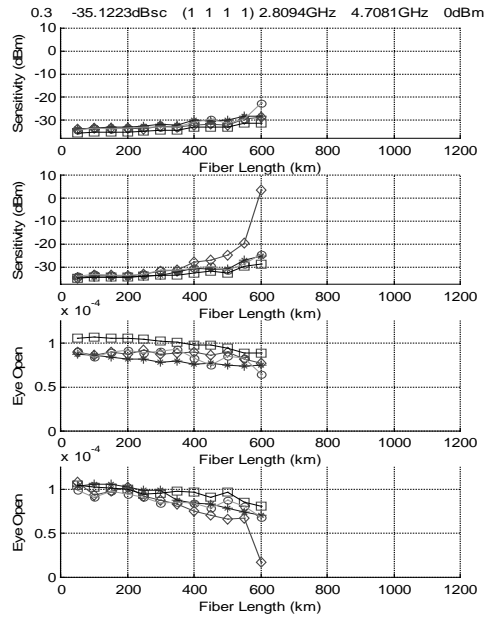 0.3 -35.1223dBsc (1 1 1 1) 2.8094GHz 4.7081GHz 0dBm
10
0
-10
-20
-30
Sensitivity (dBm)
0 200 400 600 800 1000 1200
Fiber Length (km)
10
0
-10
-20
-30
Sensitivity (dBm)
0 200 400 600 800 1000 1200
Fiber Length (km)
x 10^-4
1
0.5
0
Eye Open
0 200 400 600 800 1000 1200
Fiber Length (km)
x 10^-4
1
0.5
0
Eye Open
0 200 400 600 800 1000 1200
Fiber Length (km)